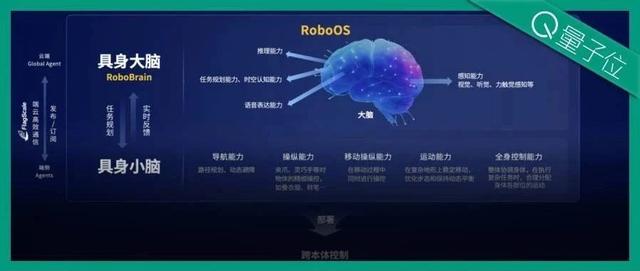 RoboOS
量子位
云端
Global Agent
FlagScale
端云高效通信
发布/订阅
端侧
Agents
具身大脑
RoboBrain
任务规划
实时反馈
具身小脑
推理能力
任务规划能力、时空认知能力
语音表达能力
大脑
感知能力
视觉、听觉、力触觉感知等
导航能力
路径规划、动态避障
操纵能力
夹爪、灵巧手等对
物体的精细操控，
如叠衣服、转笔
移动操纵能力
在移动过程中
同时进行操控
运动能力
在复杂地形上稳定移动，
优化步态和保持动态平衡
全身控制能力
整体协调身体，在执行
复杂任务时，合理分配
身体各部位的运动
部署
跨本体控制